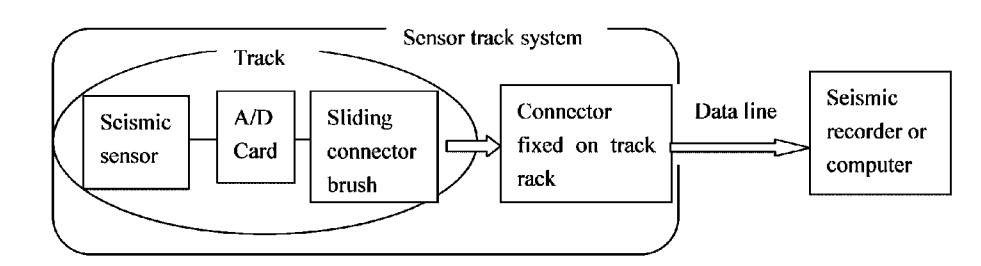 Sensor track system
Track
Seismic
sensor
A/D
Card
Sliding
connector
brush
Connector
fixed on track
rack
Data line
Seismic
recorder or
computer